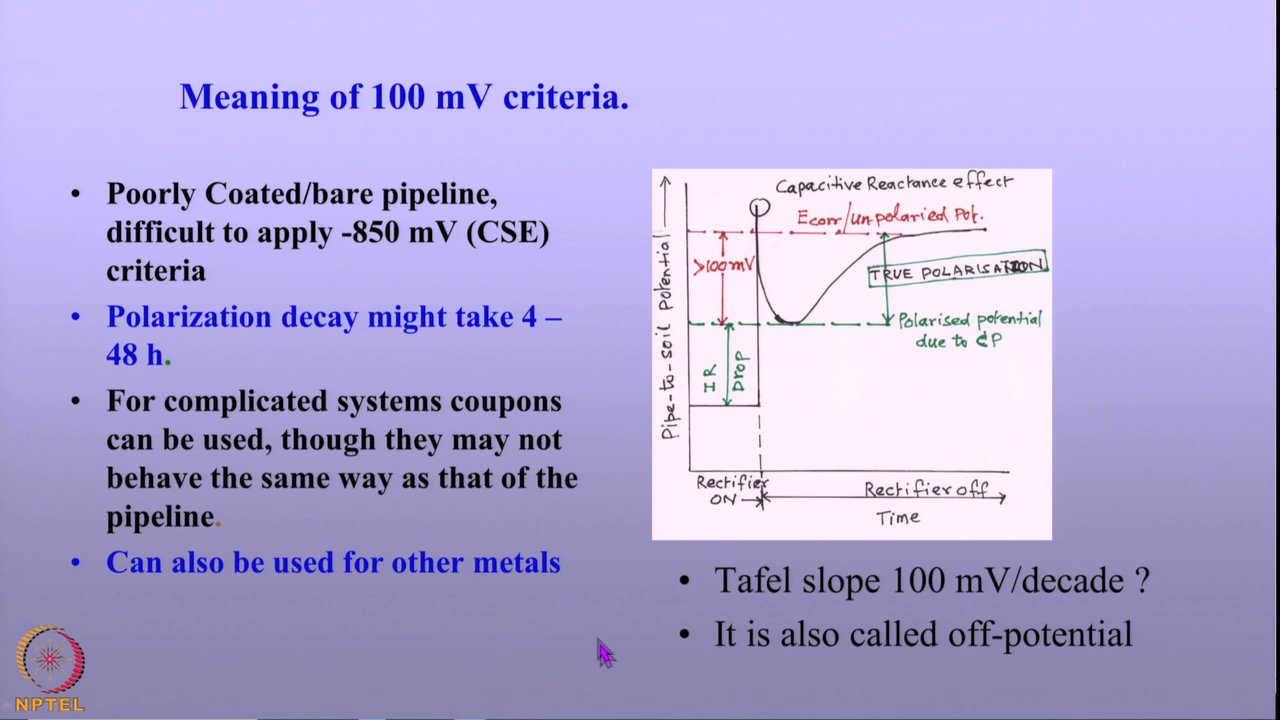 Meaning of 100 mV criteria.
• Poorly Coated/bare pipeline,
difficult to apply -850 mV (CSE)
criteria
• Polarization decay might take 4 –
48 h.
• For complicated systems coupons
can be used, though they may not
behave the same way as that of the
pipeline.
• Can also be used for other metals
Capacitive Reactance effect
Ecorr/unpolaried Pot.
>100mV
TRUE POLARISATION
Polarised potential
due to CP
IR
DROP
Pipe-to-soil potential
Rectifier
ON
Rectifier off
Time
• Tafel slope 100 mV/decade ?
• It is also called off-potential
NPTEL